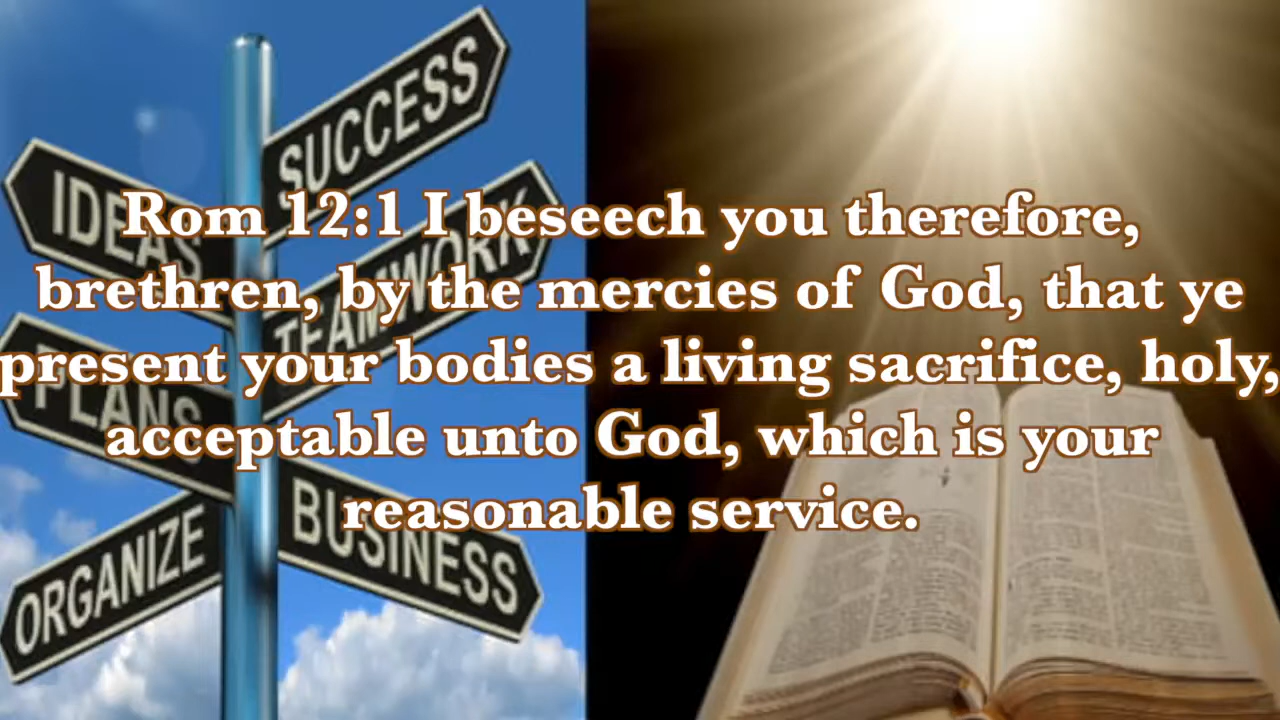 SUCCESS
IDEAS
TEAMWORK
PLANS
ORGANIZE
BUSINESS
Rom 12:1 I beseech you therefore,
brethren, by the mercies of God, that ye
present your bodies a living sacrifice, holy,
acceptable unto God, which is your
reasonable service.